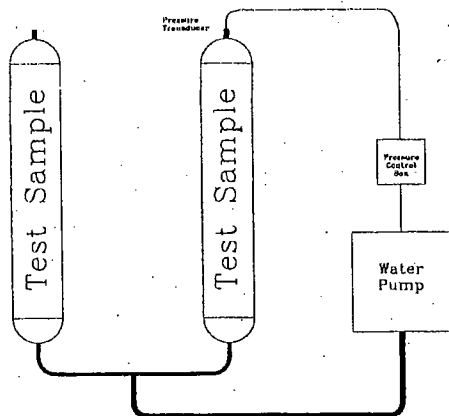 Pressure
Transducer
Test Sample
Test Sample
Pressure
Control
Box
Water
Pump